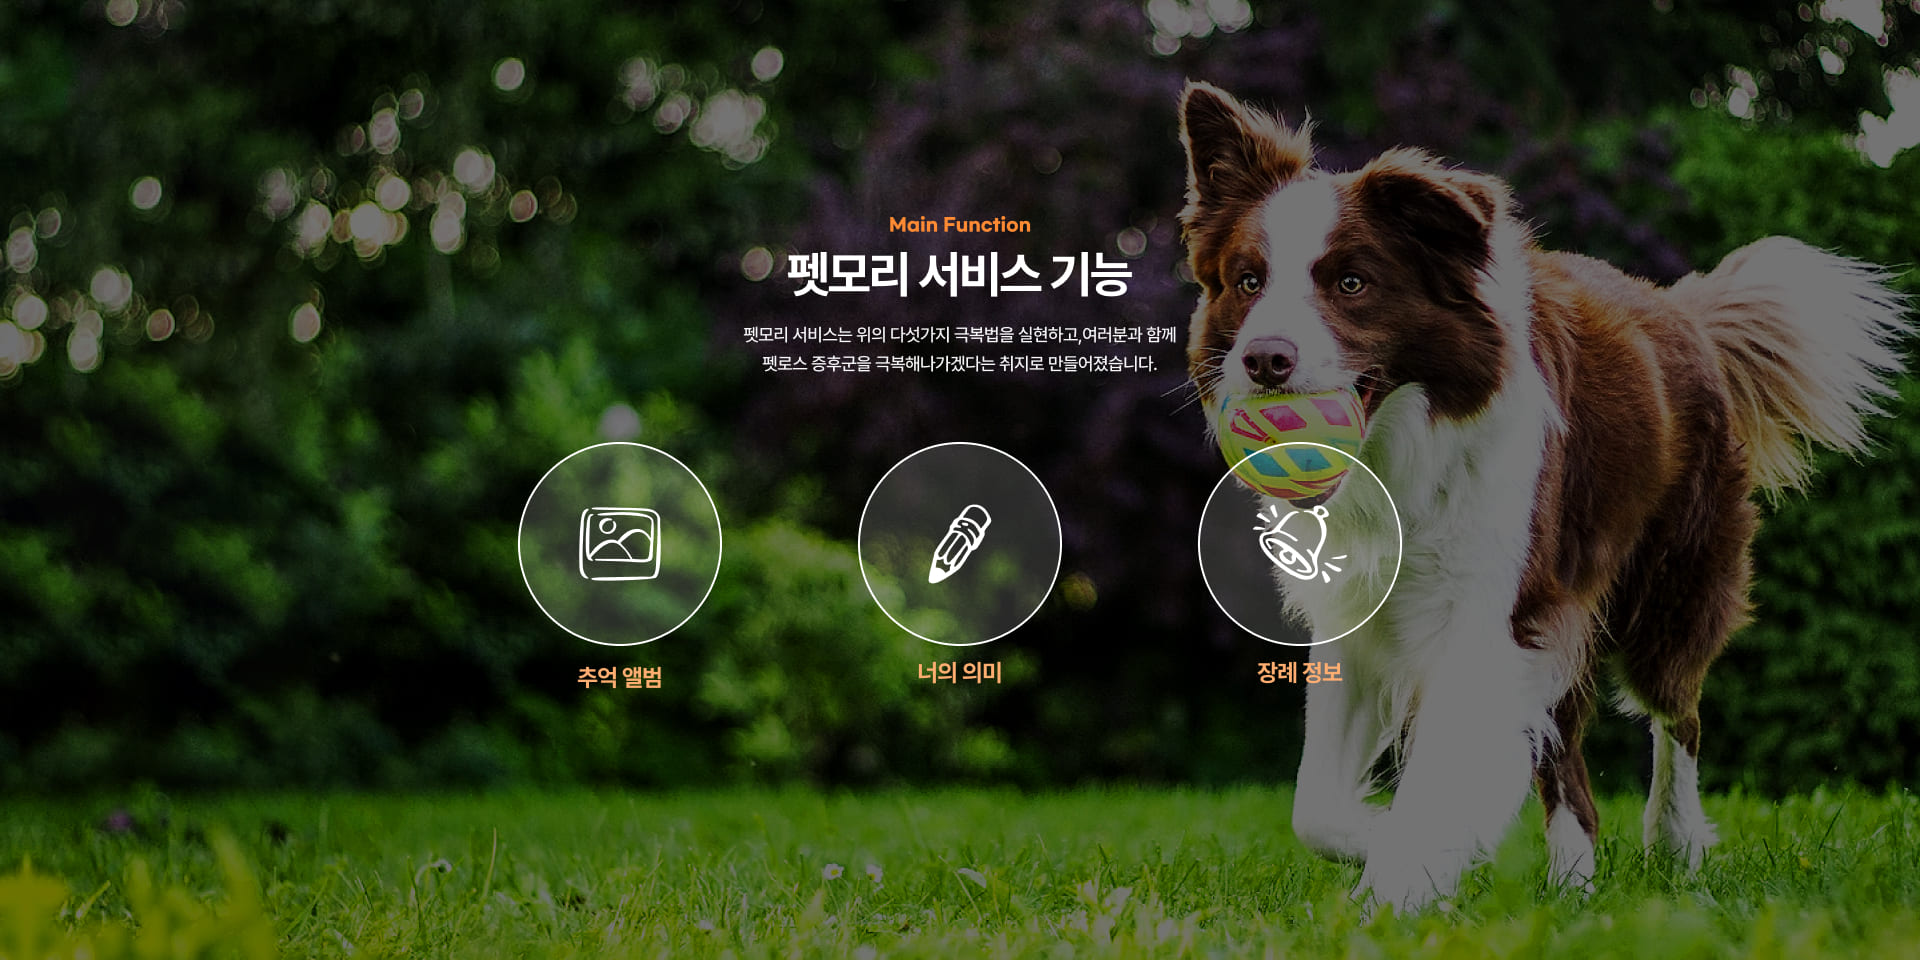 Main Function
펫모리 서비스 기능
펫모리 서비스는 위의 다섯가지 극복법을 실현하고,여러분과 함께
펫로스 증후군을 극복해나가겠다는 취지로 만들어졌습니다.
추억 앨범
너의 의미
장례 정보